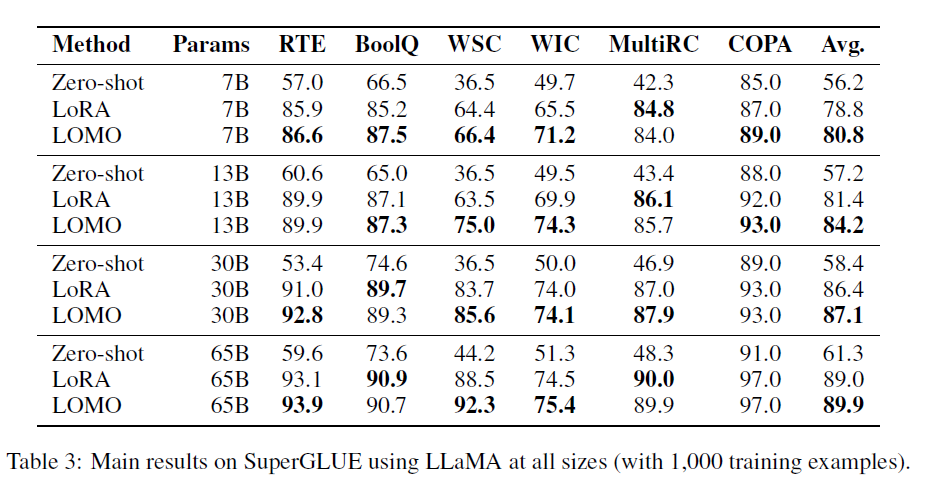 Method Params RTE BoolQ WSC WIC MultiRC COPA Avg.
Zero-shot 7B 57.0 66.5 36.5 49.7 42.3 85.0 56.2
LoRA 7B 85.9 85.2 64.4 65.5 84.8 87.0 78.8
LOMO 7B 86.6 87.5 66.4 71.2 84.0 89.0 80.8
Zero-shot 13B 60.6 65.0 36.5 49.5 43.4 88.0 57.2
LoRA 13B 89.9 87.1 63.5 69.9 86.1 92.0 81.4
LOMO 13B 89.9 87.3 75.0 74.3 85.7 93.0 84.2
Zero-shot 30B 53.4 74.6 36.5 50.0 46.9 89.0 58.4
LoRA 30B 91.0 89.7 83.7 74.0 87.0 93.0 86.4
LOMO 30B 92.8 89.3 85.6 74.1 87.9 93.0 87.1
Zero-shot 65B 59.6 73.6 44.2 51.3 48.3 91.0 61.3
LoRA 65B 93.1 90.9 88.5 74.5 90.0 97.0 89.0
LOMO 65B 93.9 90.7 92.3 75.4 89.9 97.0 89.9
Table 3: Main results on SuperGLUE using LLaMA at all sizes (with 1,000 training examples).